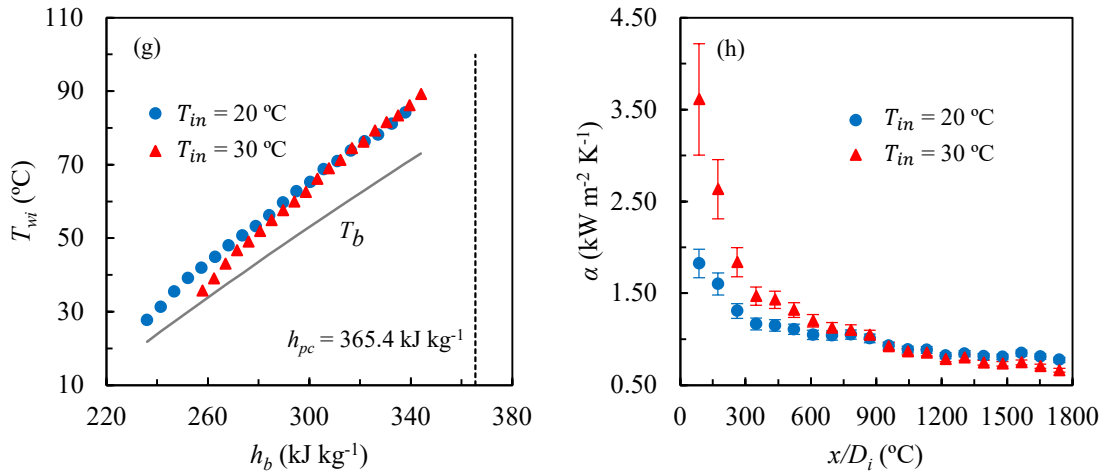 (g)
T_wi (ºC)
110
90
70
50
30
10
T_in = 20 ºC
T_in = 30 ºC
T_b
h_pc = 365.4 kJ kg⁻¹
220
260
300
340
380
h_b (kJ kg⁻¹)
(h)
α (kW m⁻² K⁻¹)
4.50
3.50
2.50
1.50
0.50
T_in = 20 ºC
T_in = 30 ºC
0
300
600
900
1200
1500
1800
x/D_i (ºC)